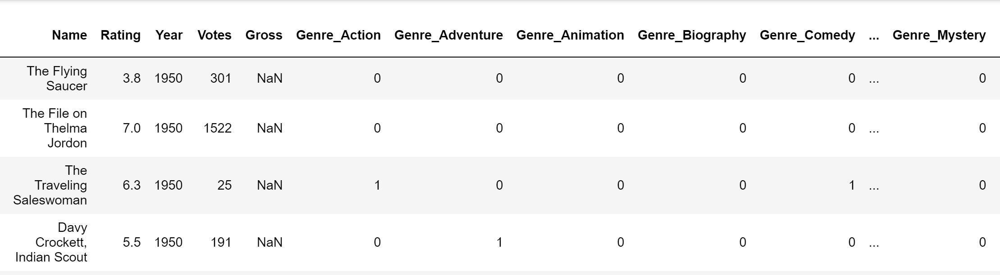 Name Rating Year Votes Gross Genre_Action Genre_Adventure Genre_Animation Genre_Biography Genre_Comedy ... Genre_Mystery
The Flying
Saucer 3.8 1950 301 NaN 0 0 0 0 0 ... 0
The File on
Thelma 7.0 1950 1522 NaN 0 0 0 0 0 ... 0
Jordon
The
Traveling 6.3 1950 25 NaN 1 0 0 0 1 ... 0
Saleswoman
Davy
Crockett, 5.5 1950 191 NaN 0 1 0 0 0 ... 0
Indian Scout